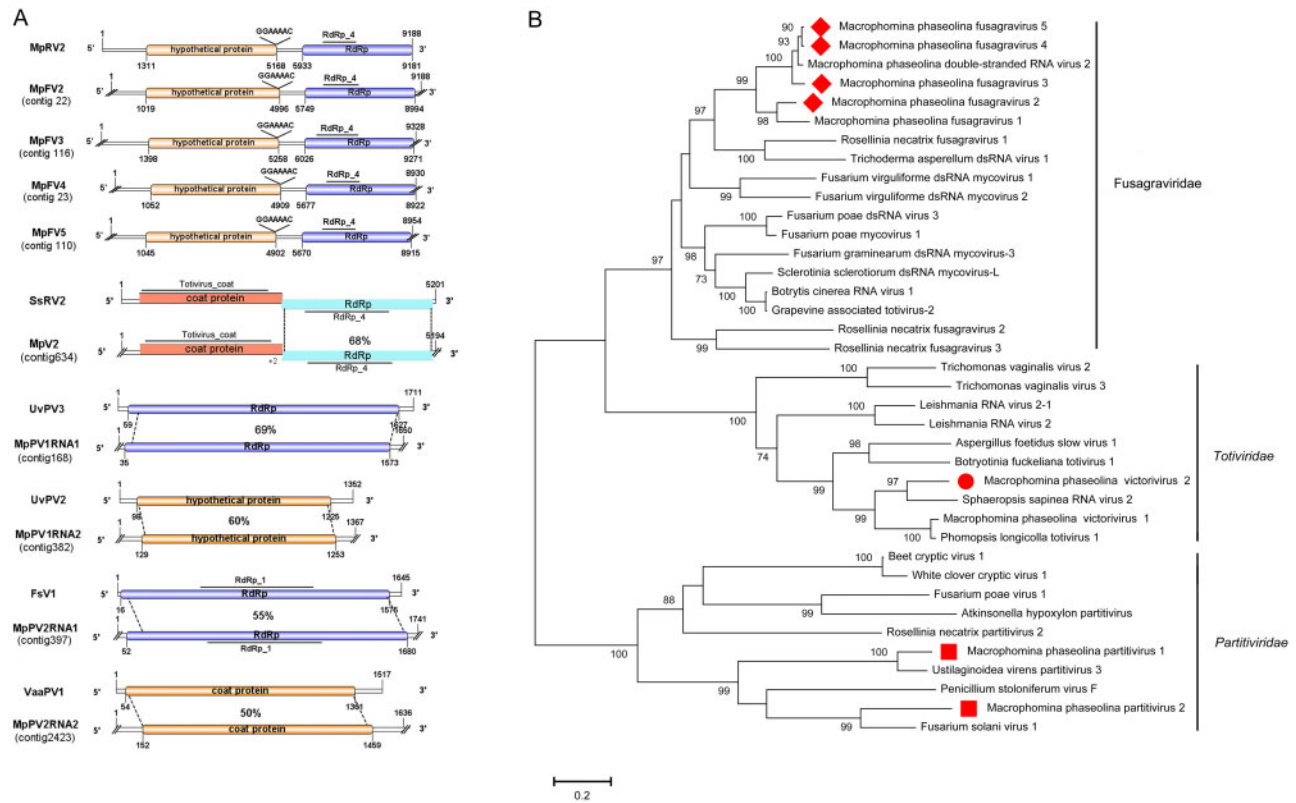 A
MpRV2
1
5'
hypothetical protein
GGAAAAC
RdRp_4
RdRp
9188
3'
1311
5168
5933
9181
MpFV2
(contig 22)
1
5'
hypothetical protein
GGAAAAC
RdRp_4
RdRp
9188
3'
1019
4996
5749
8994
MpFV3
(contig 116)
1
5'
hypothetical protein
GGAAAAC
RdRp_4
RdRp
9328
3'
1398
5258
6026
9271
MpFV4
(contig 23)
1
5'
hypothetical protein
GGAAAAC
RdRp_4
RdRp
8930
3'
1052
4909
5677
8922
MpFV5
(contig 110)
1
5'
hypothetical protein
GGAAAAC
RdRp_4
RdRp
8954
3'
1045
4902
5670
8915
SsRV2
1
5'
Totivirus_coat
coat protein
RdRp
RdRp_4
5201
3'
MpV2
(contig634)
1
5'
Totivirus_coat
coat protein
+2
68%
RdRp
RdRp_4
5194
3'
UvPV3
1
5'
RdRp
1711
3'
59
1627
69%
MpPV1RNA1
(contig168)
1
5'
RdRp
1650
3'
35
1573
UvPV2
1
5'
hypothetical protein
1352
3'
96
1226
60%
MpPV1RNA2
(contig382)
1
5'
hypothetical protein
1367
3'
129
1253
FsV1
1
5'
RdRp_1
RdRp
1645
3'
16
1576
55%
MpPV2RNA1
(contig397)
1
5'
RdRp
RdRp_1
1741
3'
52
1680
VaaPV1
1
5'
coat protein
1517
3'
54
1361
50%
MpPV2RNA2
(contig2423)
1
5'
coat protein
1636
3'
152
1459
B
90 Macrophomina phaseolina fusagravirus 5
93 Macrophomina phaseolina fusagravirus 4
100 Macrophomina phaseolina double-stranded RNA virus 2
99 Macrophomina phaseolina fusagravirus 3
Macrophomina phaseolina fusagravirus 2
98 Macrophomina phaseolina fusagravirus 1
97
Rosellinia necatrix fusagravirus 1
100 Trichoderma asperellum dsRNA virus 1
Fusarium virguliforme dsRNA mycovirus 1
99 Fusarium virguliforme dsRNA mycovirus 2
Fusarium poae dsRNA virus 3
100 Fusarium poae mycovirus 1
98 Fusarium graminearum dsRNA mycovirus-3
97
73 Sclerotinia sclerotiorum dsRNA mycovirus-L
100 Botrytis cinerea RNA virus 1
100 Grapevine associated totivirus-2
Rosellinia necatrix fusagravirus 2
99 Rosellinia necatrix fusagravirus 3
Fusagraviridae
Trichomonas vaginalis virus 2
100 Trichomonas vaginalis virus 3
100
Leishmania RNA virus 2-1
100 Leishmania RNA virus 2
74
98 Aspergillus foetidus slow virus 1
Botryotinia fuckeliana totivirus 1
99
97 Macrophomina phaseolina victorivirus 2
Sphaeropsis sapinea RNA virus 2
99
Macrophomina phaseolina victorivirus 1
100 Phomopsis longicolla totivirus 1
Totiviridae
Beet cryptic virus 1
100 White clover cryptic virus 1
88
Fusarium poae virus 1
99 Atkinsonella hypoxylon partitivirus
Rosellinia necatrix partitivirus 2
100
100 Macrophomina phaseolina partitivirus 1
Ustilaginoidea virens partitivirus 3
99
Penicillium stoloniferum virus F
Macrophomina phaseolina partitivirus 2
99 Fusarium solani virus 1
Partitiviridae
0.2